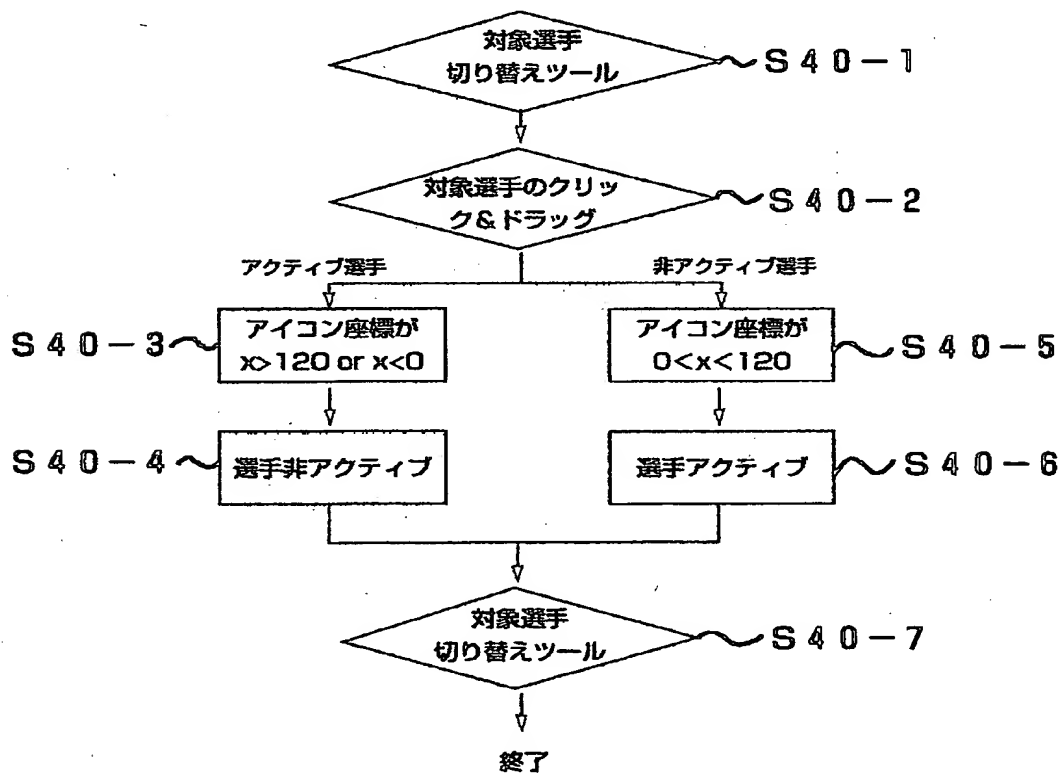 対象選手
切り替えツール
S40-1
対象選手のクリッ
ク&ドラッグ
S40-2
アクティブ選手
非アクティブ選手
S40-3
アイコン座標が
x>120 or x<0
アイコン座標が
0<x<120
S40-5
S40-4
選手非アクティブ
選手アクティブ
S40-6
対象選手
切り替えツール
S40-7
終了